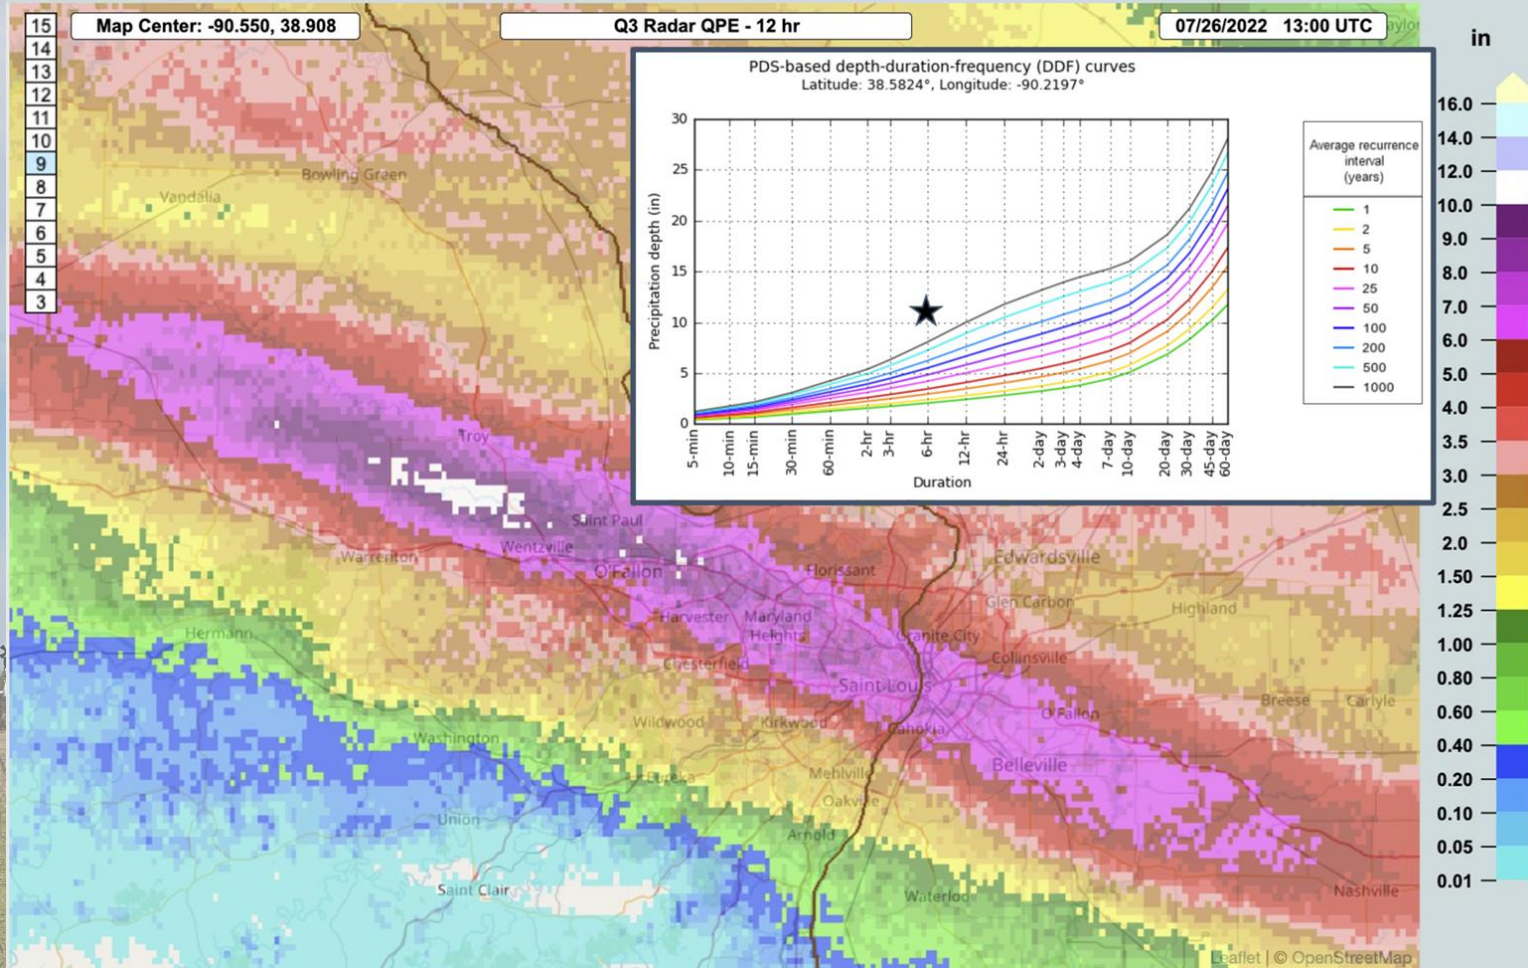 Map Center: -90.550, 38.908
Q3 Radar QPE - 12 hr
07/26/2022 13:00 UTC
in
15
14
13
12
11
10
9
8
7
6
5
4
3
PDS-based depth-duration-frequency (DDF) curves
Latitude: 38.5824°, Longitude: -90.2197°
Precipitation depth (in)
30
25
20
15
10
5
0
5-min
10-min
15-min
30-min
60-min
2-hr
3-hr
6-hr
12-hr
24-hr
2-day
3-day
4-day
7-day
10-day
20-day
30-day
45-day
60-day
Duration
Average recurrence
interval
(years)
1
2
5
10
25
50
100
200
500
1000
16.0
14.0
12.0
10.0
9.0
8.0
7.0
6.0
5.0
4.0
3.5
3.0
2.5
2.0
1.50
1.25
1.00
0.80
0.60
0.40
0.20
0.10
0.05
0.01
Bowling Green
Vandalia
Troy
Saint Paul
Wentzville
Warrenton
O'Fallon
Florissant
Edwardsville
Glen Carbon
Highland
Harvester
Maryland
Heights
Hermann
Granite City
Collinsville
Chesterfield
Saint Louis
Breese
Carlyle
Wildwood
Kirkwood
Cahokia
O'Fallon
Washington
Belleville
Eureka
Mehlville
Oakville
Union
Arnold
Saint Clair
Waterloo
Nashville
Leaflet | © OpenStreetMap